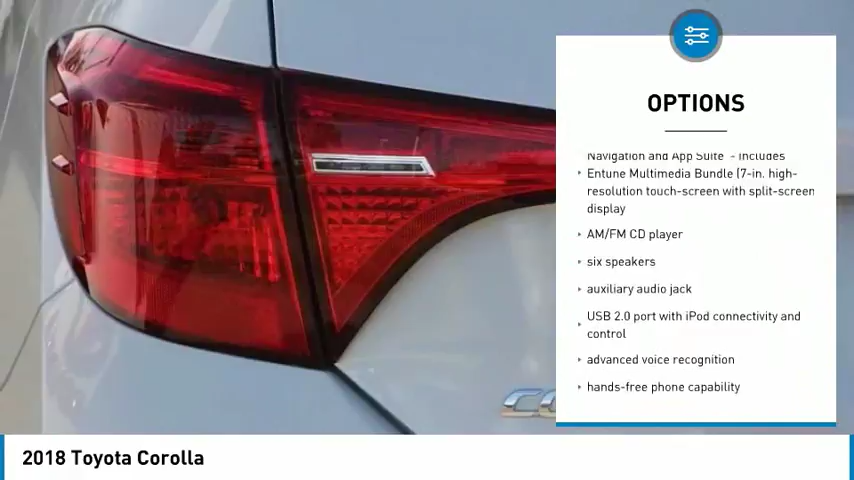 OPTIONS
Navigation and App Suite - Includes
Entune Multimedia Bundle (7-in. high-
resolution touch-screen with split-screen
display
AM/FM CD player
six speakers
auxiliary audio jack
USB 2.0 port with iPod connectivity and
control
advanced voice recognition
hands-free phone capability
CO
2018 Toyota Corolla